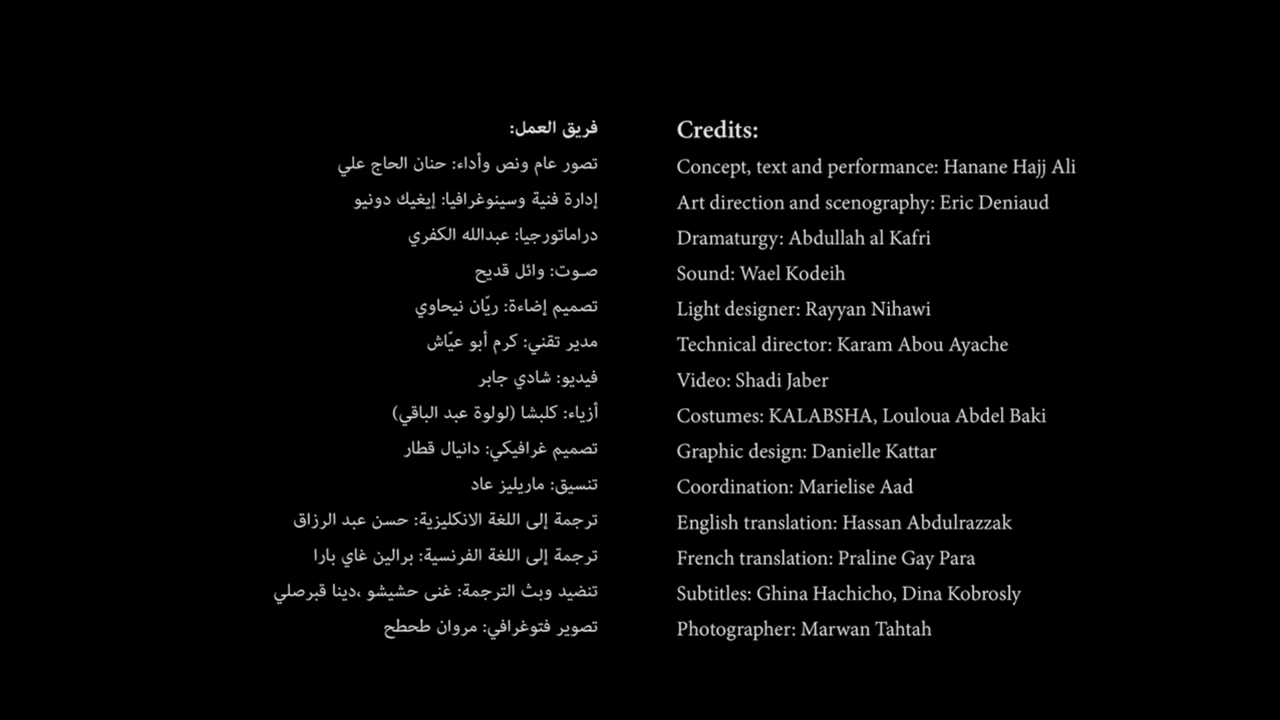 فريق العمل:
تصور عام ونص وأداء: حنان الحاج علي
إدارة فنية وسينوغرافيا: إيغيك دونيو
دراماتورجيا: عبدالله الكفري
صـوت: وائل قديح
تصميم إضاءة: ريّان نيحاوي
مدير تقني: كرم أبو عيّاش
فيديو: شادي جابر
أزياء: كلبشا (لولوة عبد الباقي)
تصميم غرافيكي: دانيال قطار
تنسيق: ماريليز عاد
ترجمة إلى اللغة الانكليزية: حسن عبد الرزاق
ترجمة إلى اللغة الفرنسية: برالين غاي بارا
تنضيد وبث الترجمة: غنى حشيشو ،دينا قبرصلي
تصوير فتوغرافي: مروان طحطح
Credits:
Concept, text and performance: Hanane Hajj Ali
Art direction and scenography: Eric Deniaud
Dramaturgy: Abdullah al Kafri
Sound: Wael Kodeih
Light designer: Rayyan Nihawi
Technical director: Karam Abou Ayache
Video: Shadi Jaber
Costumes: KALABSHA, Louloua Abdel Baki
Graphic design: Danielle Kattar
Coordination: Marielise Aad
English translation: Hassan Abdulrazzak
French translation: Praline Gay Para
Subtitles: Ghina Hachicho, Dina Kobrosly
Photographer: Marwan Tahtah